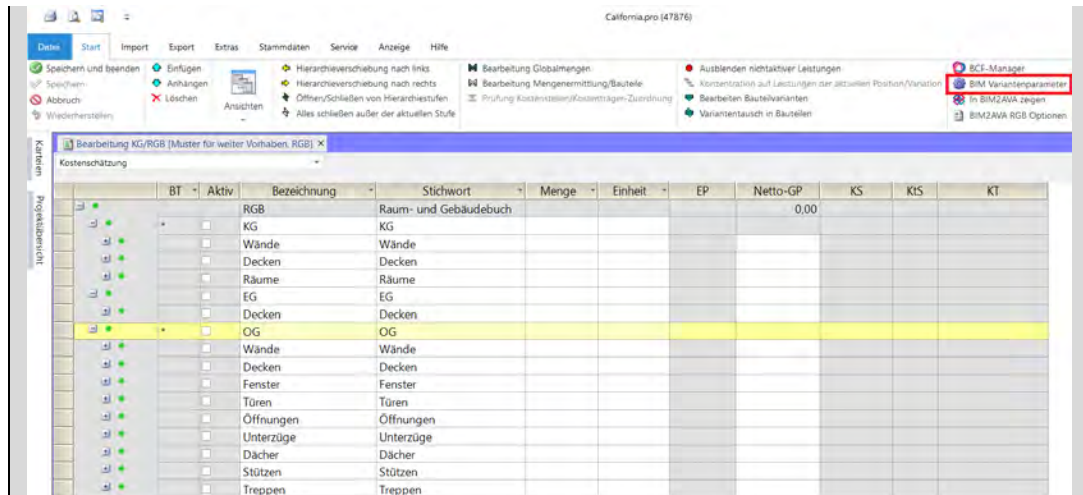 California.pro (47876)
Datei Start Import Export Extras Stammdaten Service Anzeige Hilfe
Speichern und beenden Einfügen Hierarchieverschiebung nach links Bearbeitung Globalmengen Ausblenden nichtaktiver Leistungen BCF-Manager
Speichern Anhängen Hierarchieverschiebung nach rechts Bearbeitung Mengenermittlung/Bauteile Konzentration auf Leistungen der aktuellen Position/Variation BIM Variantenparameter
Abbruch Löschen Ansichten Öffnen/Schließen von Hierarchiestufen Prüfung Kostenstellen/Kostenträger-Zuordnung Bearbeiten Bauteilvarianten In BIM2AVA zeigen
Wiederherstellen Alles schließen außer der aktuellen Stufe Variantentausch in Bauteilen BIM2AVA RGB Optionen
Karteien
Projektübersicht
Bearbeitung KG/RGB [Muster für weiter Vorhaben, RGB] X
Kostenschätzung
BT Aktiv Bezeichnung Stichwort Menge Einheit EP Netto-GP KS KtS KT
RGB Raum- und Gebäudebuch 0,00
* KG KG
Wände Wände
Decken Decken
Räume Räume
EG EG
Decken Decken
* OG OG
Wände Wände
Decken Decken
Fenster Fenster
Türen Türen
Öffnungen Öffnungen
Unterzüge Unterzüge
Dächer Dächer
Stützen Stützen
Treppen Treppen